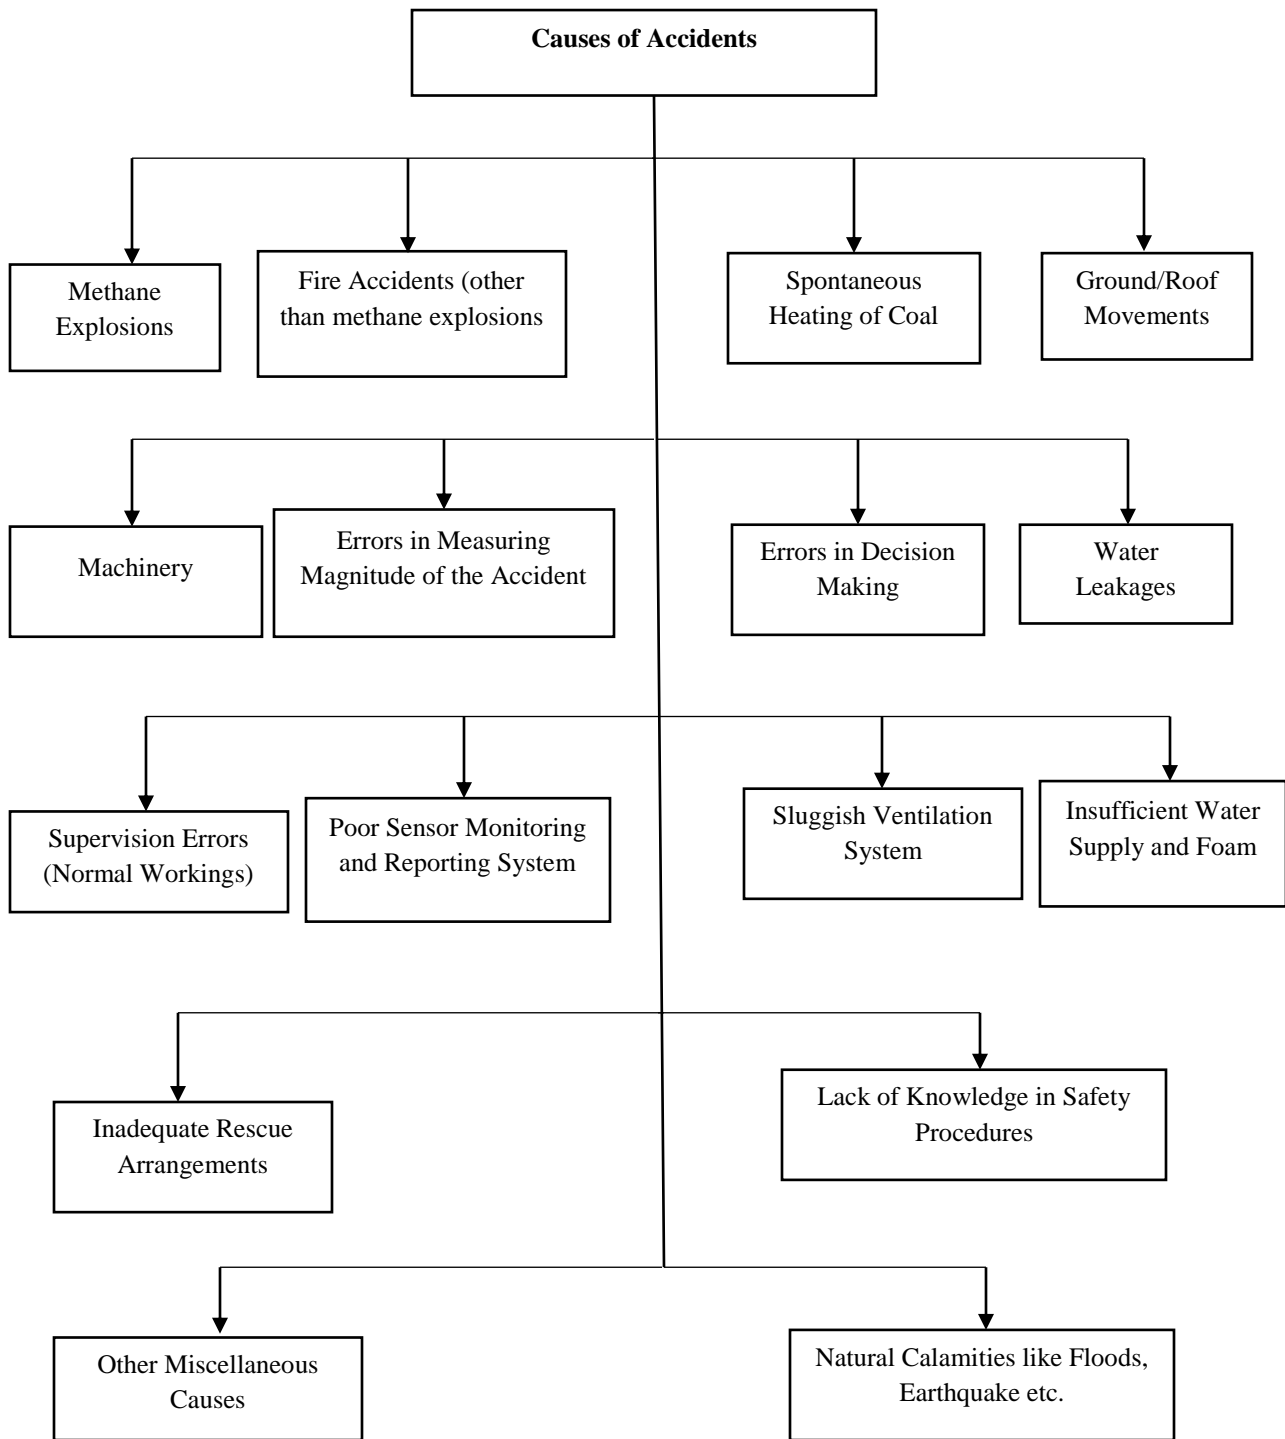 Causes of Accidents
Methane
Explosions
Fire Accidents (other
than methane explosions
Spontaneous
Heating of Coal
Ground/Roof
Movements
Machinery
Errors in Measuring
Magnitude of the Accident
Errors in Decision
Making
Water
Leakages
Supervision Errors
(Normal Workings)
Poor Sensor Monitoring
and Reporting System
Sluggish Ventilation
System
Insufficient Water
Supply and Foam
Inadequate Rescue
Arrangements
Lack of Knowledge in Safety
Procedures
Other Miscellaneous
Causes
Natural Calamities like Floods,
Earthquake etc.